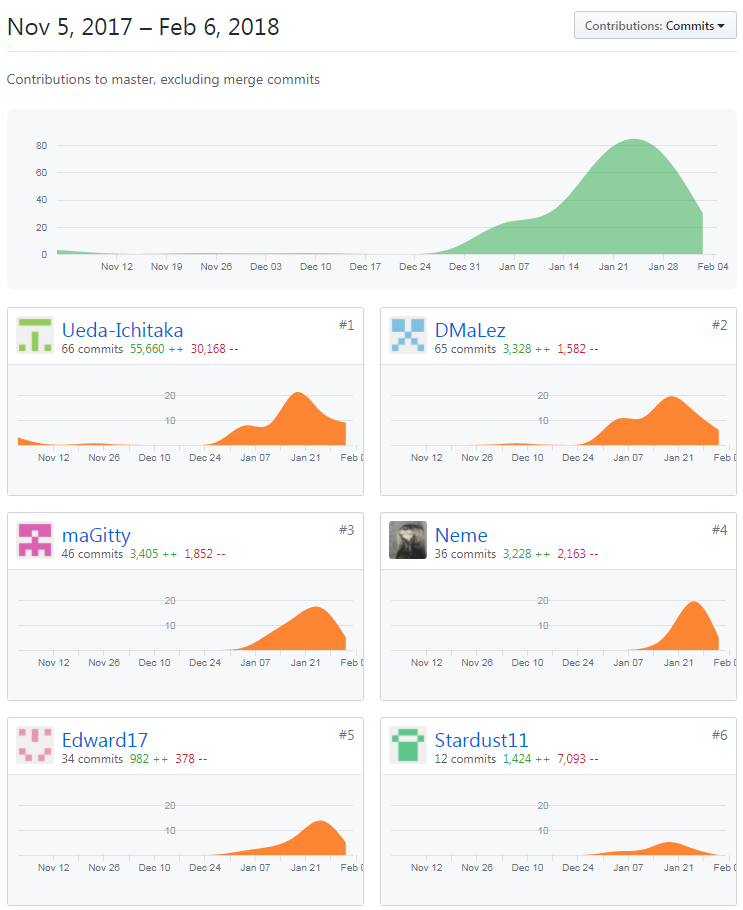 Nov 5, 2017 – Feb 6, 2018
Contributions: Commits
Contributions to master, excluding merge commits
80
60
40
20
0
Nov 12 Nov 19 Nov 26 Dec 03 Dec 10 Dec 17 Dec 24 Dec 31 Jan 07 Jan 14 Jan 21 Jan 28 Feb 04
Ueda-Ichitaka #1
66 commits 55,660 ++ 30,168 --
20
10
Nov 12 Nov 26 Dec 10 Dec 24 Jan 07 Jan 21 Feb 0
DMaLez #2
65 commits 3,328 ++ 1,582 --
20
10
Nov 12 Nov 26 Dec 10 Dec 24 Jan 07 Jan 21 Feb 0
maGitty #3
46 commits 3,405 ++ 1,852 --
20
10
Nov 12 Nov 26 Dec 10 Dec 24 Jan 07 Jan 21 Feb 0
Neme #4
36 commits 3,228 ++ 2,163 --
20
10
Nov 12 Nov 26 Dec 10 Dec 24 Jan 07 Jan 21 Feb 0
Edward17 #5
34 commits 982 ++ 378 --
20
10
Nov 12 Nov 26 Dec 10 Dec 24 Jan 07 Jan 21 Feb 0
Stardust11 #6
12 commits 1,424 ++ 7,093 --
20
10
Nov 12 Nov 26 Dec 10 Dec 24 Jan 07 Jan 21 Feb 0